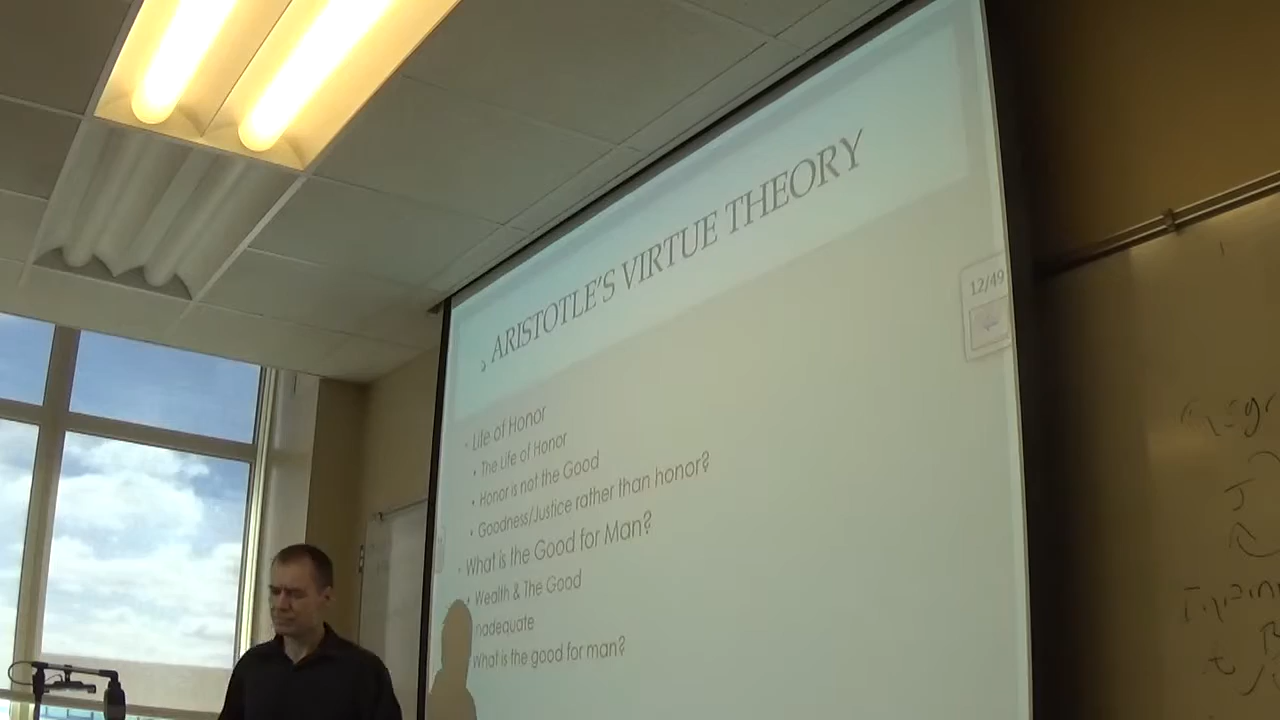 ARISTOTLE'S VIRTUE THEORY
12/49
Life of Honor
The Life of Honor
Honor is not the Good
Goodness/Justice rather than honor?
What is the Good for Man?
Wealth & The Good
nadequate
What is the good for man?